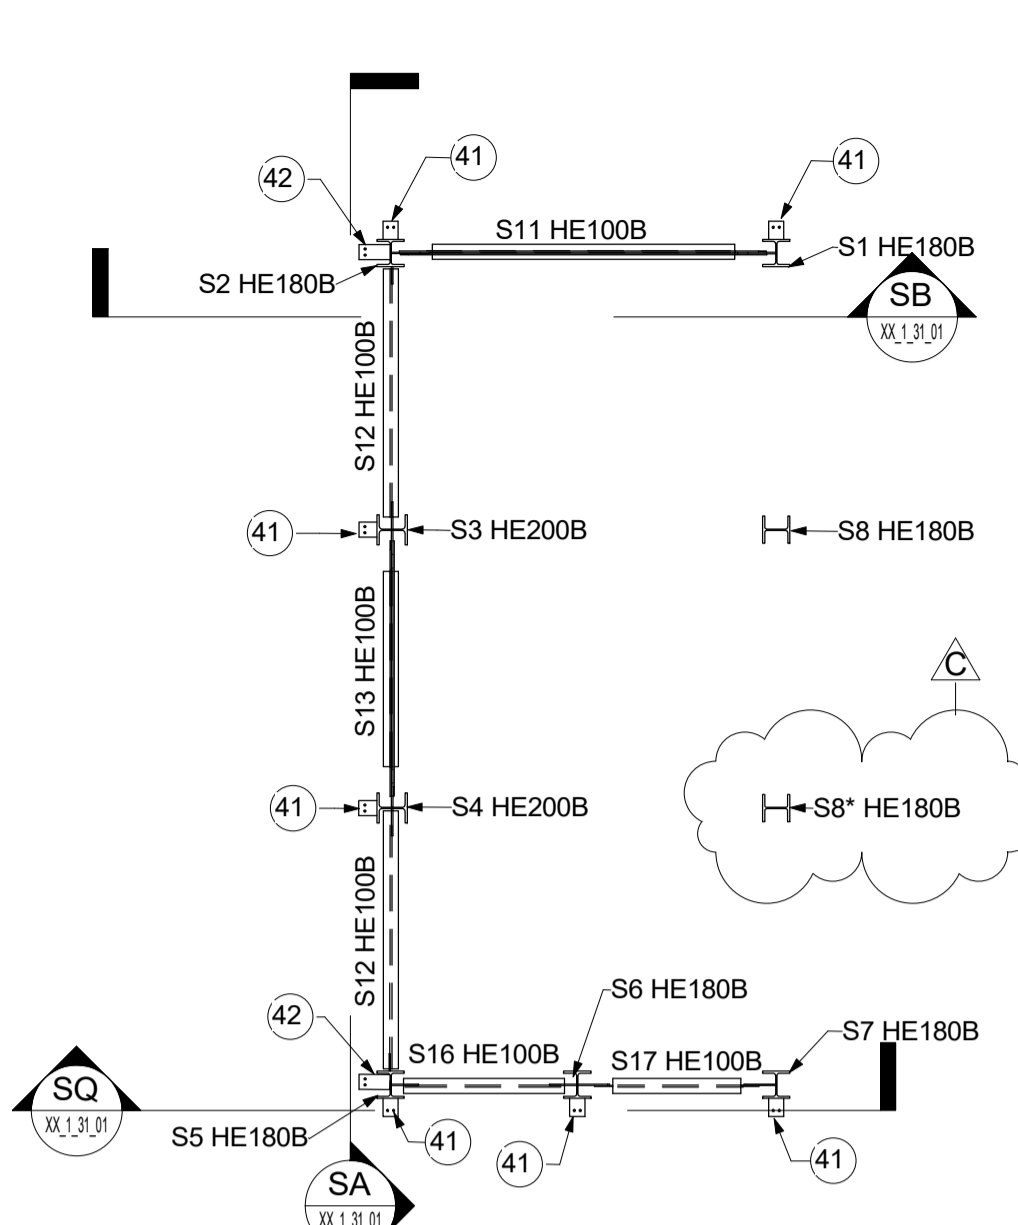 41
41
42
S11 HE100B
S1 HE180B
S2 HE180B
SB
XX_1_31_01
S12 HE100B
41
S3 HE200B
S8 HE180B
S13 HE100B
C
41
S4 HE200B
S8* HE180B
S12 HE100B
S6 HE180B
42
S7 HE180B
S16 HE100B
S17 HE100B
SQ
XX_1_31_01
S5 HE180B
41
41
41
SA
XX_1_31_01